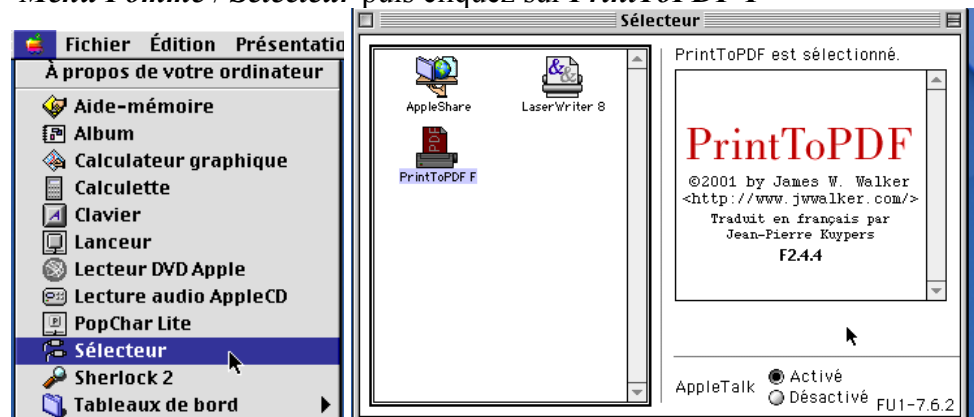 Menu Pomme / Sélecteur puis cliquez sur PrintToPDF F
Fichier Édition Présentatio
À propos de votre ordinateur
Aide-mémoire
Album
Calculateur graphique
Calculette
Clavier
Lanceur
Lecteur DVD Apple
Lecture audio AppleCD
PopChar Lite
Sélecteur
Sherlock 2
Tableaux de bord
Sélecteur
AppleShare
LaserWriter 8
PrintToPDF F
PrintToPDF est sélectionné.
PDF
PrintToPDF
©2001 by James W. Walker
<http://www.jwwalker.com/>
Traduit en français par
Jean-Pierre Kuypers
F2.4.4
AppleTalk
Activé
Désactivé
FU1-7.6.2